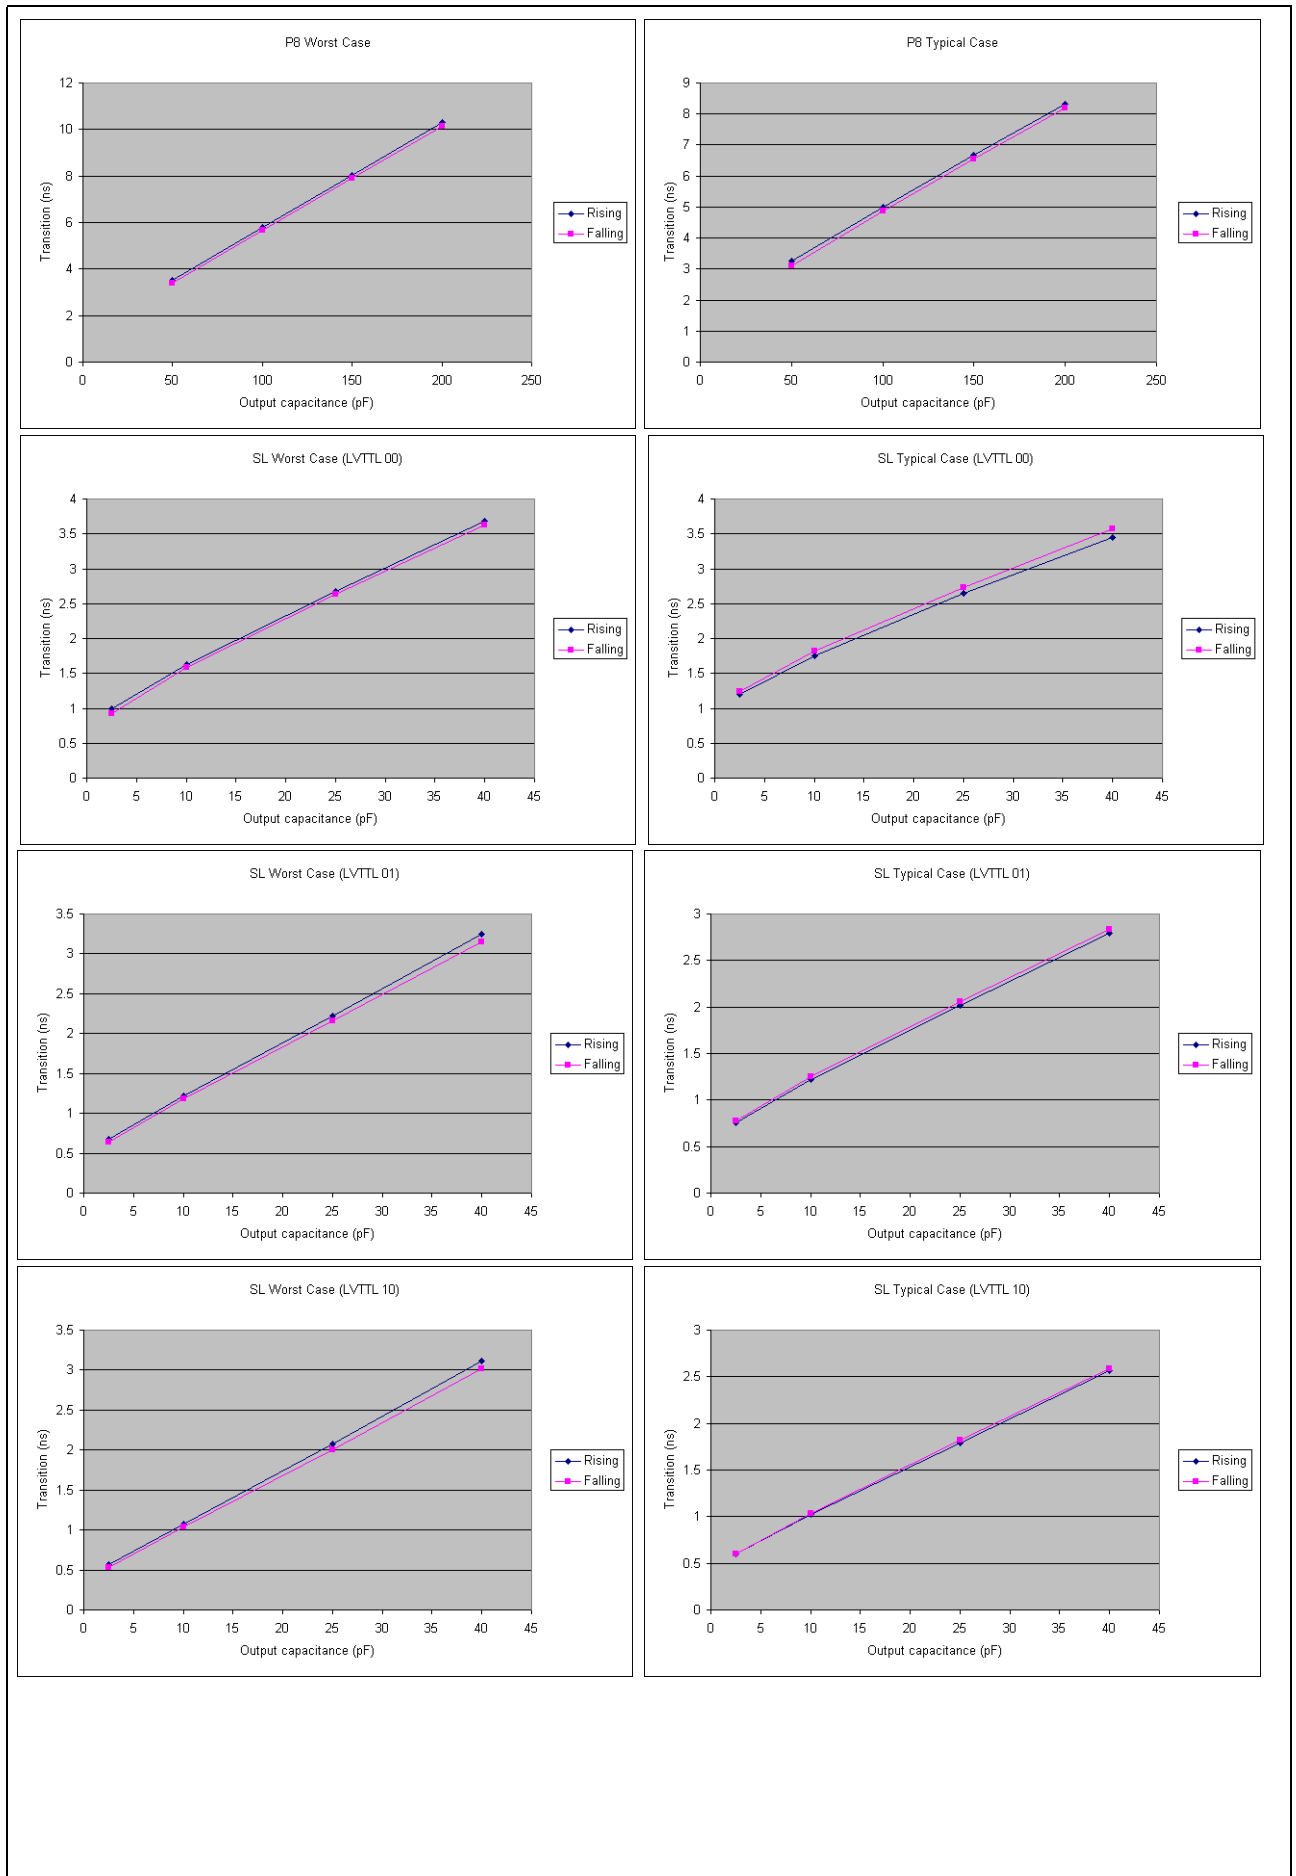 P8 Worst Case
12
10
8
6
4
2
0
0 50 100 150 200 250
Transition (ns)
Output capacitance (pF)
Rising
Falling
P8 Typical Case
9
8
7
6
5
4
3
2
1
0
0 50 100 150 200 250
Transition (ns)
Output capacitance (pF)
Rising
Falling
SL Worst Case (LVTTL 00)
4
3.5
3
2.5
2
1.5
1
0.5
0
0 5 10 15 20 25 30 35 40 45
Transition (ns)
Output capacitance (pF)
Rising
Falling
SL Typical Case (LVTTL 00)
4
3.5
3
2.5
2
1.5
1
0.5
0
0 5 10 15 20 25 30 35 40 45
Transition (ns)
Output capacitance (pF)
Rising
Falling
SL Worst Case (LVTTL 01)
3.5
3
2.5
2
1.5
1
0.5
0
0 5 10 15 20 25 30 35 40 45
Transition (ns)
Output capacitance (pF)
Rising
Falling
SL Typical Case (LVTTL 01)
3
2.5
2
1.5
1
0.5
0
0 5 10 15 20 25 30 35 40 45
Transition (ns)
Output capacitance (pF)
Rising
Falling
SL Worst Case (LVTTL 10)
3.5
3
2.5
2
1.5
1
0.5
0
0 5 10 15 20 25 30 35 40 45
Transition (ns)
Output capacitance (pF)
Rising
Falling
SL Typical Case (LVTTL 10)
3
2.5
2
1.5
1
0.5
0
0 5 10 15 20 25 30 35 40 45
Transition (ns)
Output capacitance (pF)
Rising
Falling